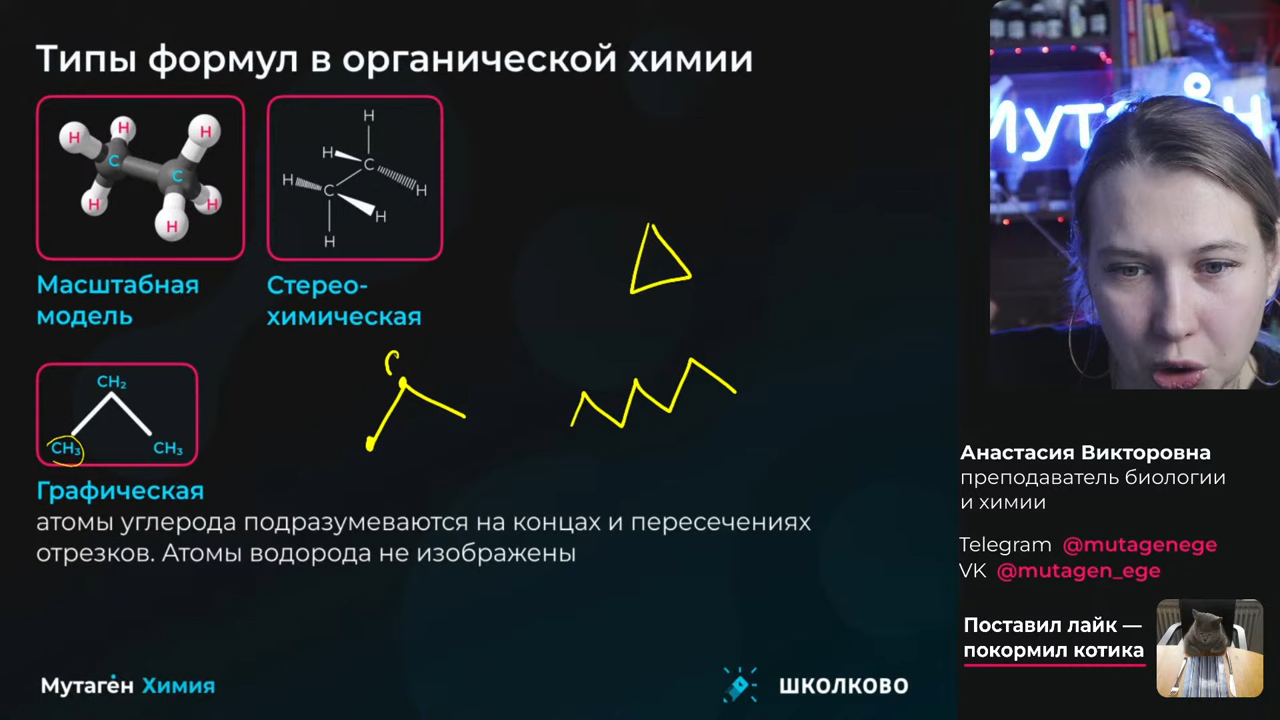 Типы формул в органической химии
H H H
C C
H H H
H
H C
H C H
H
H
Масштабная
модель
Стерео-
химическая
CH₂
CH₃ CH₃
C
Графическая
атомы углерода подразумеваются на концах и пересечениях
отрезков. Атомы водорода не изображены
Мутаген Химия
ШКОЛКОВО
Мутаген
Анастасия Викторовна
преподаватель биологии
и химии
Telegram @mutagenege
VK @mutagen_ege
Поставил лайк —
покормил котика